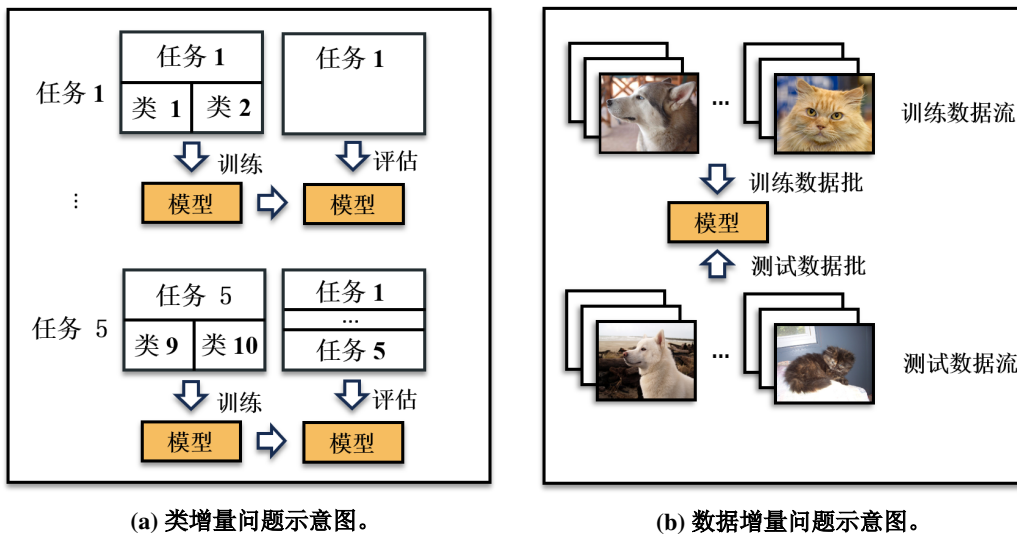 任务 1
任务 1
类 1
类 2
任务 1
训练
评估
⋮
模型
模型
任务 5
任务 5
类 9
类 10
任务 1
...
任务 5
训练
评估
模型
模型
(a) 类增量问题示意图。
...
训练数据流
训练数据批
模型
测试数据批
...
测试数据流
(b) 数据增量问题示意图。